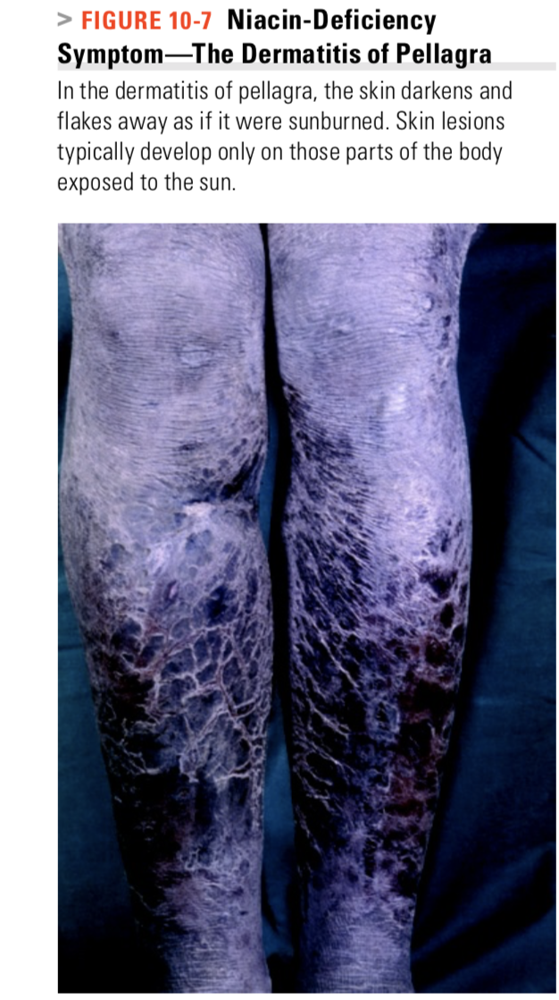 > FIGURE 10-7 Niacin-Deficiency
Symptom—The Dermatitis of Pellagra
In the dermatitis of pellagra, the skin darkens and
flakes away as if it were sunburned. Skin lesions
typically develop only on those parts of the body
exposed to the sun.